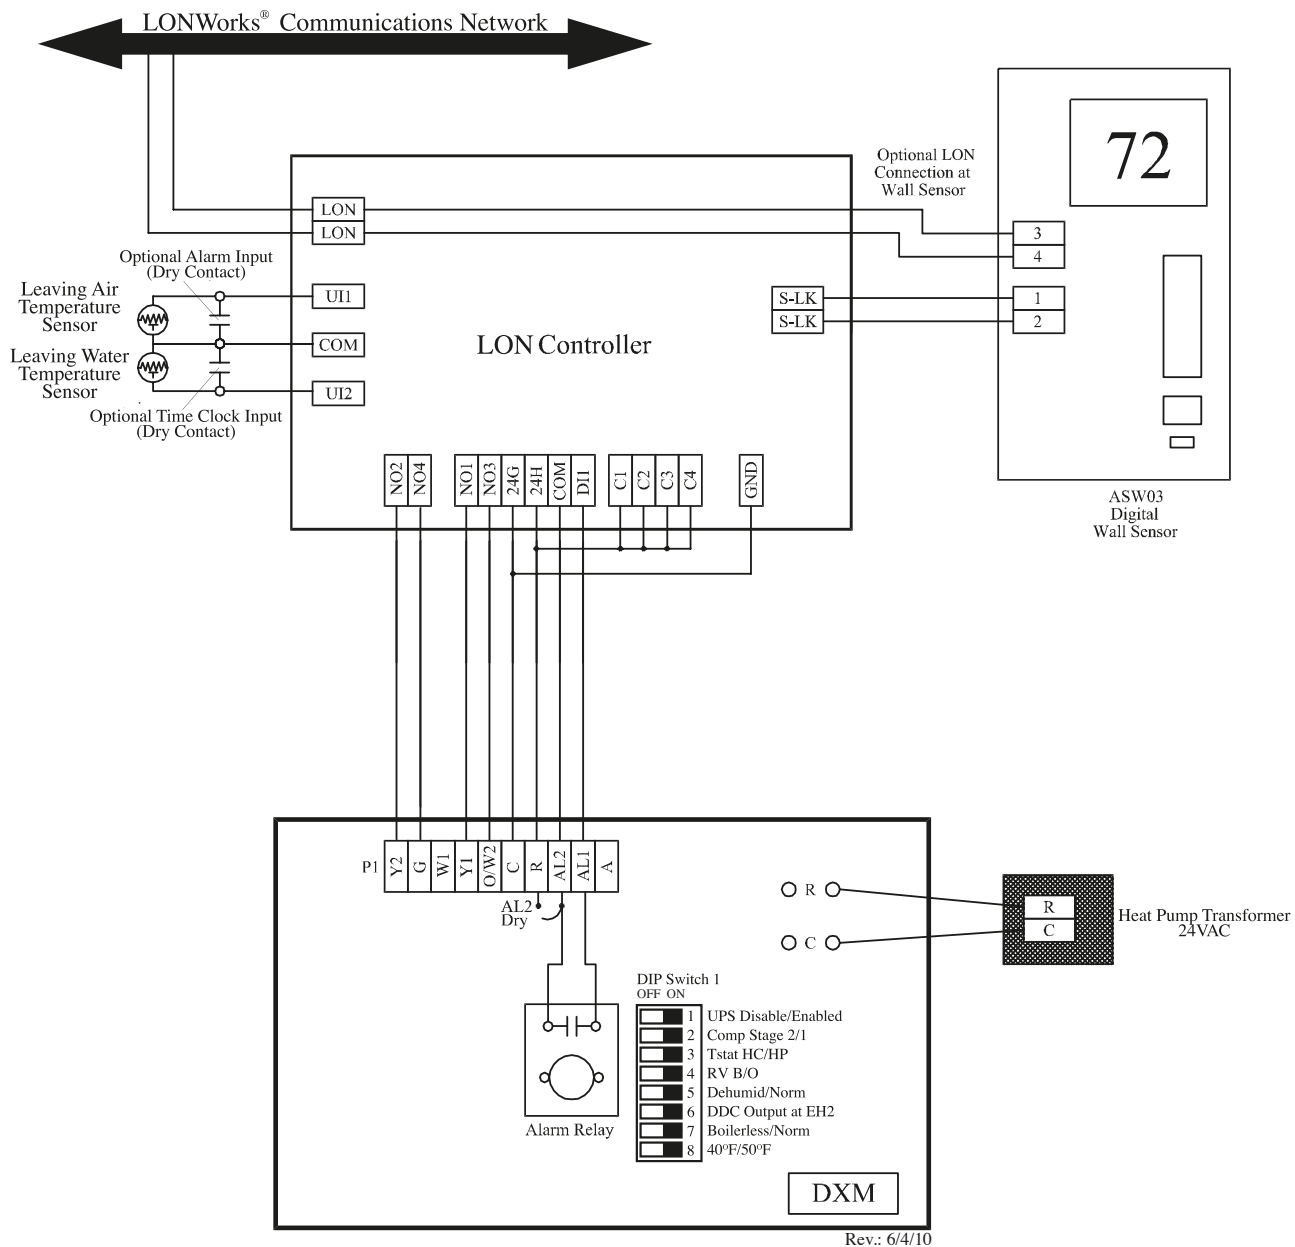 LONWorks® Communications Network
72
Optional LON
Connection at
Wall Sensor
LON
LON
3
4
Optional Alarm Input
(Dry Contact)
Leaving Air
Temperature
Sensor
UI1
S-LK
S-LK
1
2
COM
LON Controller
Leaving Water
Temperature
Sensor
UI2
Optional Time Clock Input
(Dry Contact)
NO2
NO4
NO1
NO3
24G
24H
COM
DI1
C1
C2
C3
C4
GND
ASW03
Digital
Wall Sensor
P1
Y2
G
W1
Y1
O/W2
C
R
AL2
AL1
A
AL2
Dry
R
C
R
C
Heat Pump Transformer
24VAC
DIP Switch 1
OFF ON
1 UPS Disable/Enabled
2 Comp Stage 2/1
3 Tstat HC/HP
4 RV B/O
5 Dehumid/Norm
6 DDC Output at EH2
7 Boilerless/Norm
8 40°F/50°F
Alarm Relay
DXM
Rev.: 6/4/10